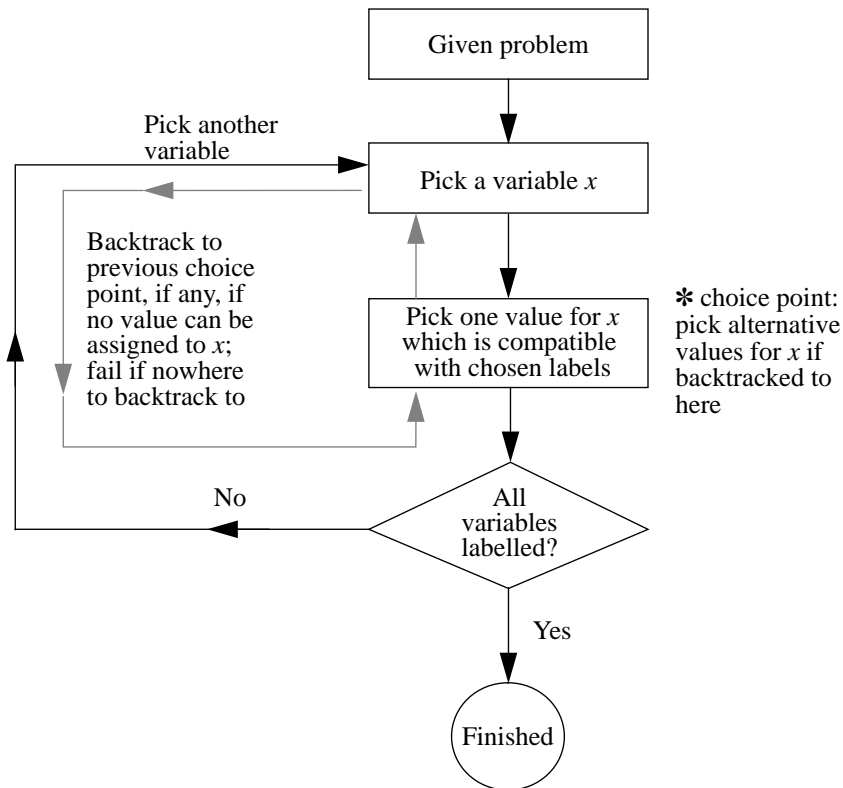 Given problem
Pick another
variable
Pick a variable x
Backtrack to
previous choice
point, if any, if
no value can be
assigned to x;
fail if nowhere
to backtrack to
Pick one value for x
which is compatible
with chosen labels
✻ choice point:
pick alternative
values for x if
backtracked to
here
No
All
variables
labelled?
Yes
Finished